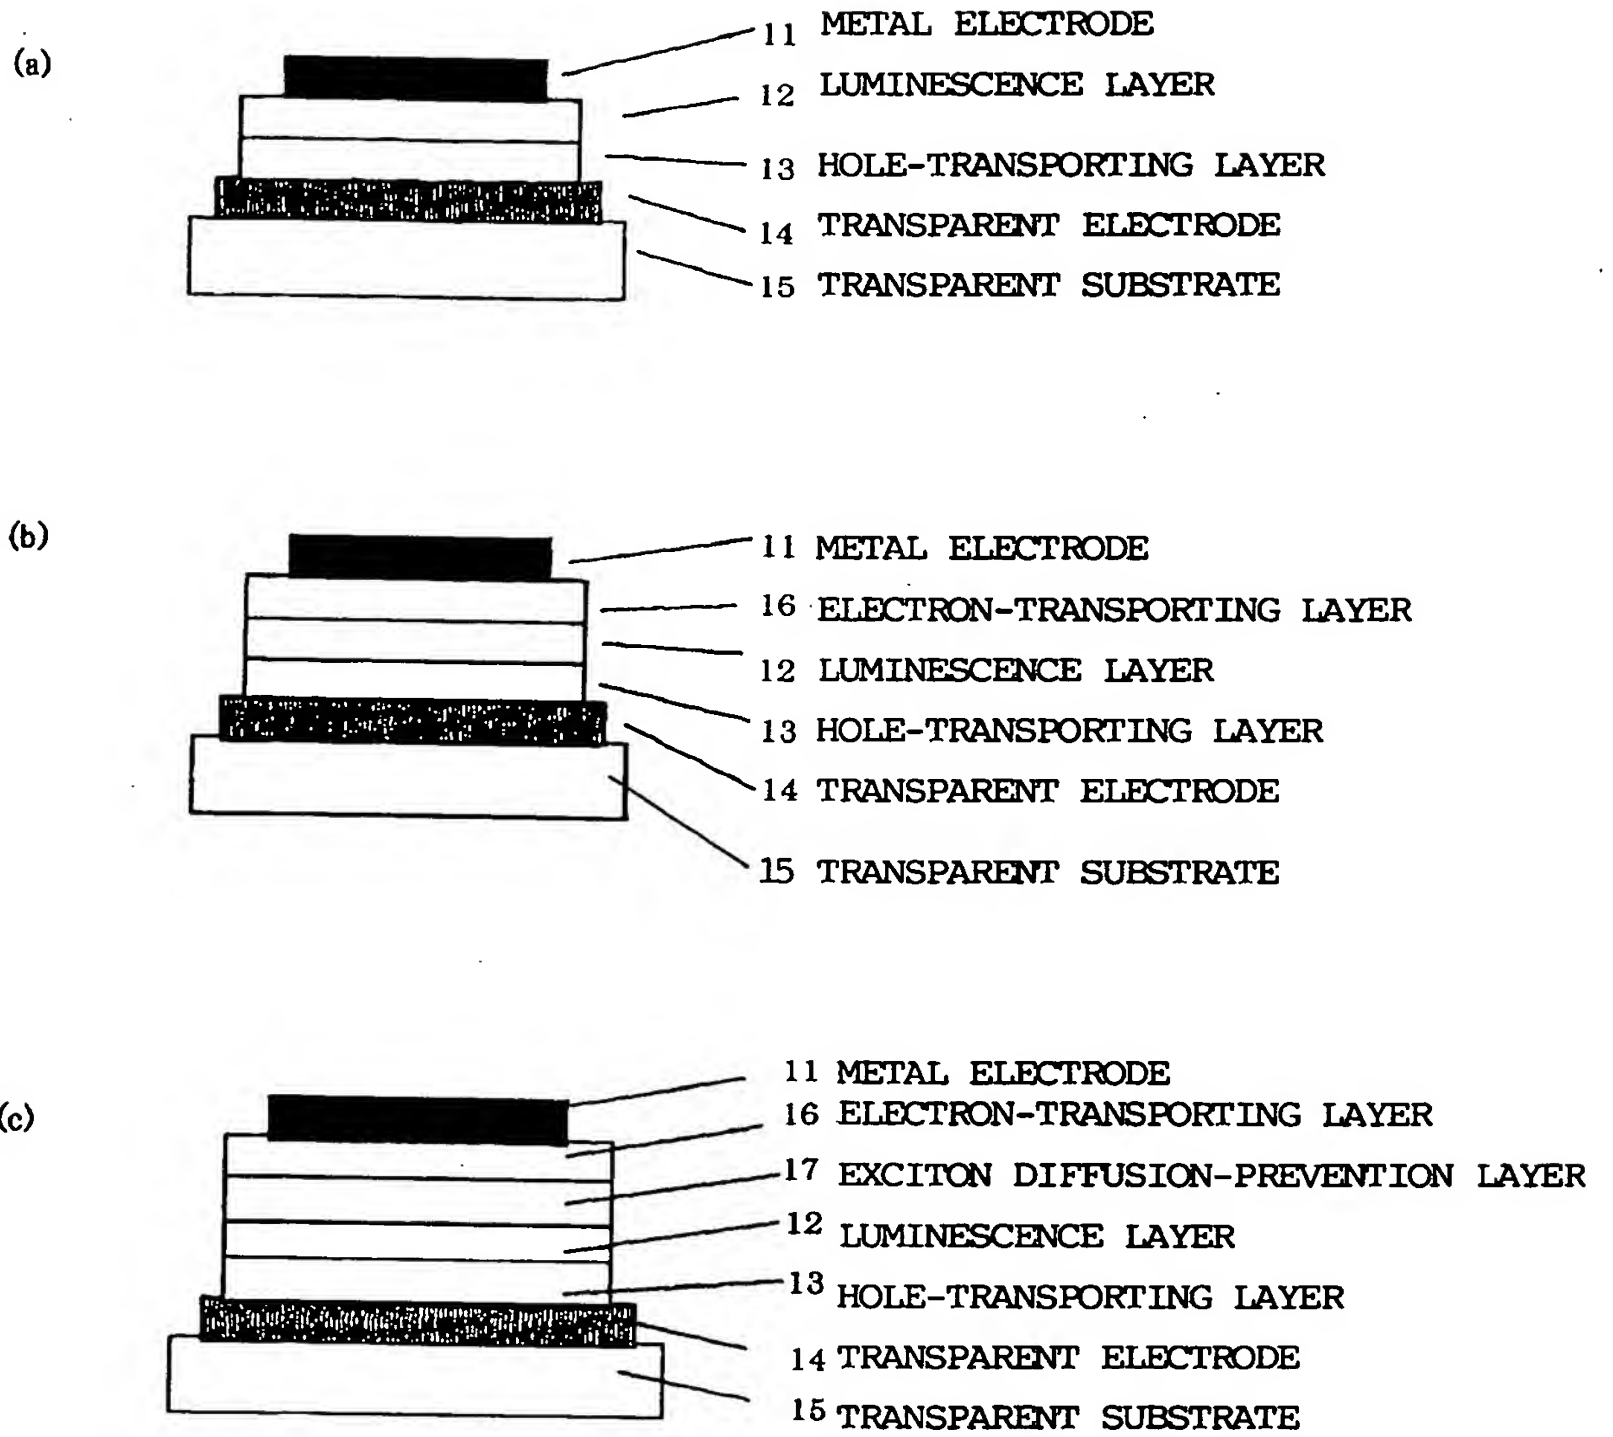 (a)
11 METAL ELECTRODE
12 LUMINESCENCE LAYER
13 HOLE-TRANSPORTING LAYER
14 TRANSPARENT ELECTRODE
15 TRANSPARENT SUBSTRATE
(b)
11 METAL ELECTRODE
16 ELECTRON-TRANSPORTING LAYER
12 LUMINESCENCE LAYER
13 HOLE-TRANSPORTING LAYER
14 TRANSPARENT ELECTRODE
15 TRANSPARENT SUBSTRATE
(c)
11 METAL ELECTRODE
16 ELECTRON-TRANSPORTING LAYER
17 EXCITON DIFFUSION-PREVENTION LAYER
12 LUMINESCENCE LAYER
13 HOLE-TRANSPORTING LAYER
14 TRANSPARENT ELECTRODE
15 TRANSPARENT SUBSTRATE